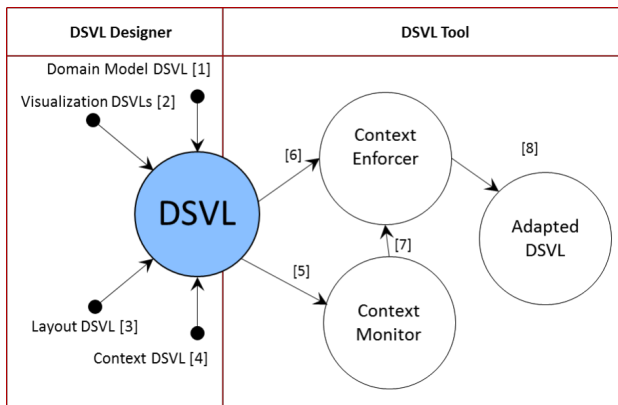 DSVL Designer
DSVL Tool
Domain Model DSVL [1]
Visualization DSVLs [2]
DSVL
Layout DSVL [3]
Context DSVL [4]
[6]
[5]
Context
Enforcer
[7]
Context
Monitor
[8]
Adapted
DSVL